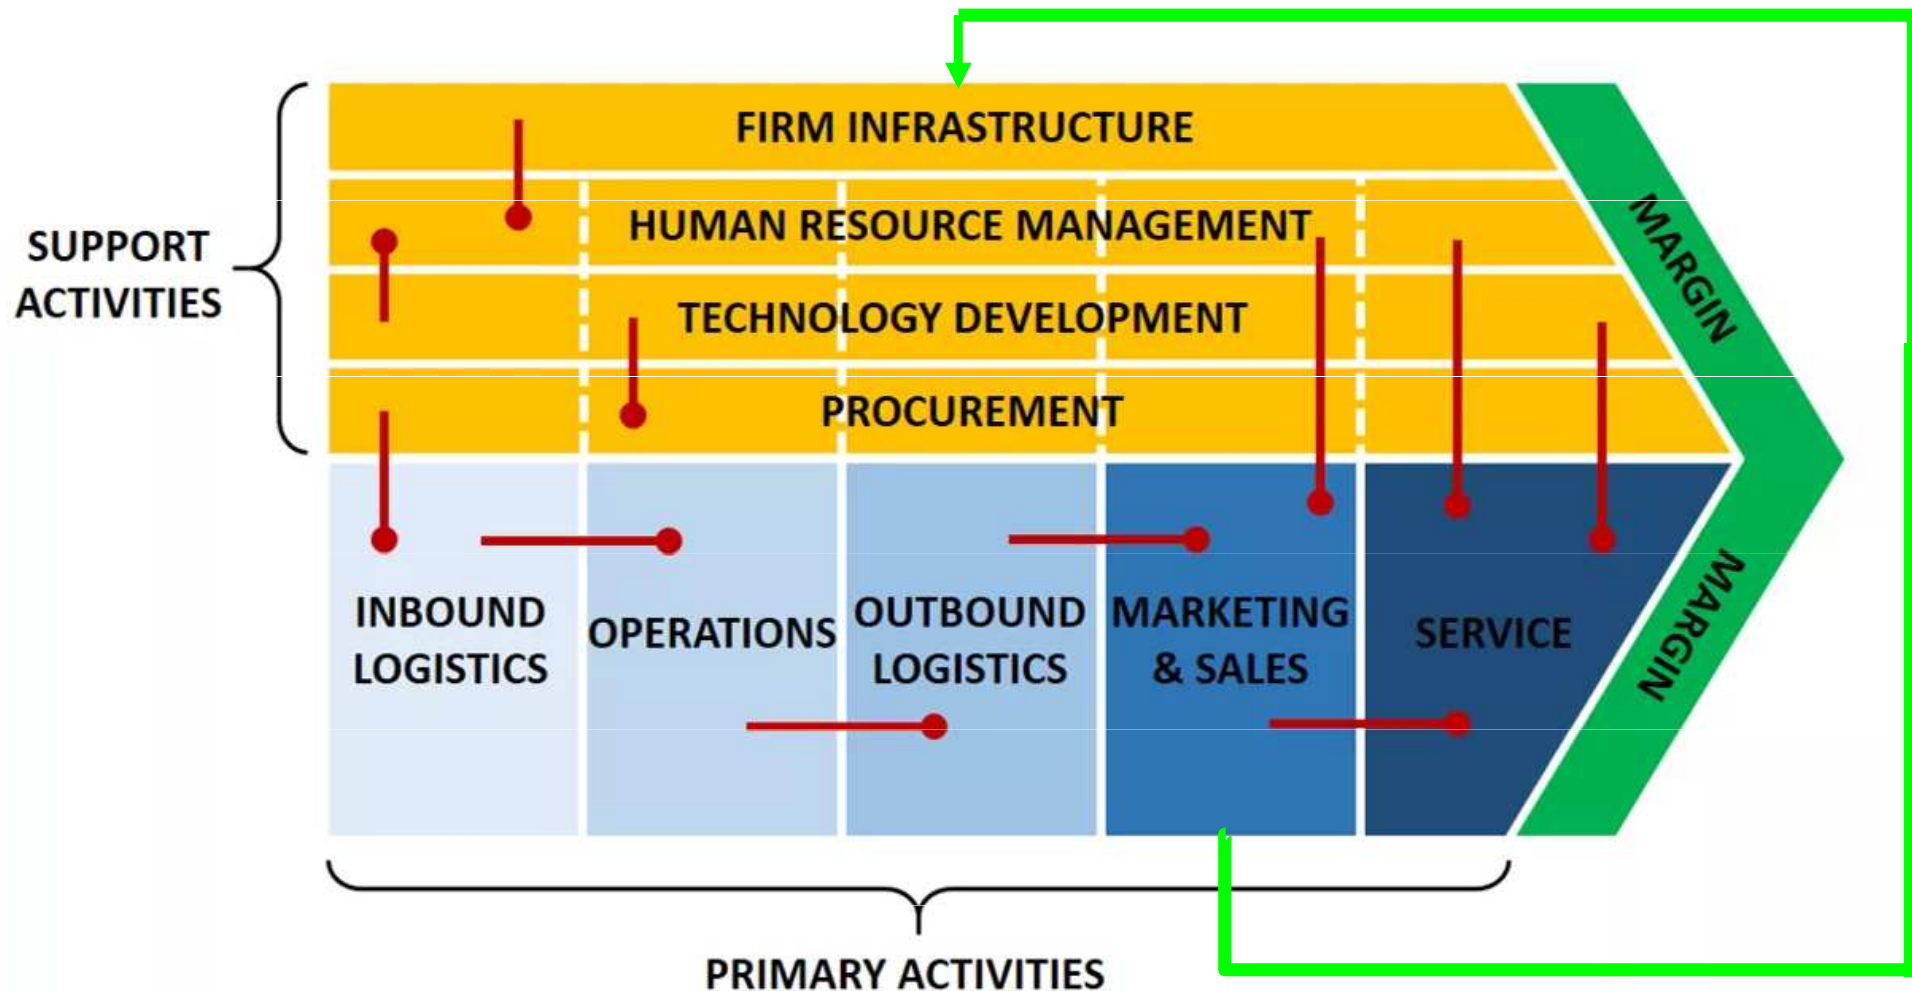 FIRM INFRASTRUCTURE
HUMAN RESOURCE MANAGEMENT
TECHNOLOGY DEVELOPMENT
PROCUREMENT
SUPPORT
ACTIVITIES
MARGIN
MARGIN
INBOUND
LOGISTICS
OPERATIONS
OUTBOUND
LOGISTICS
MARKETING
& SALES
SERVICE
PRIMARY ACTIVITIES